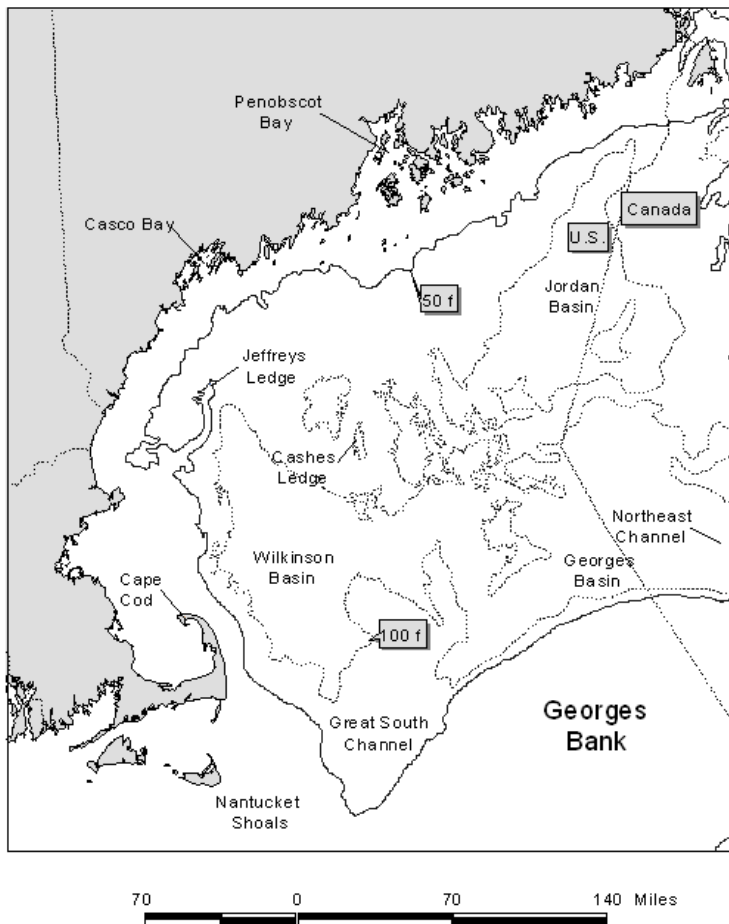 Penobscot
Bay
Canada
Casco Bay
U.S.
Jordan
Basin
50 f
Jeffreys
Ledge
Cashes
Ledge
Northeast
Channel
Wilkinson
Basin
Georges
Basin
Cape
Cod
100 f
Great South
Channel
Georges
Bank
Nantucket
Shoals
70 0 70 140 Miles